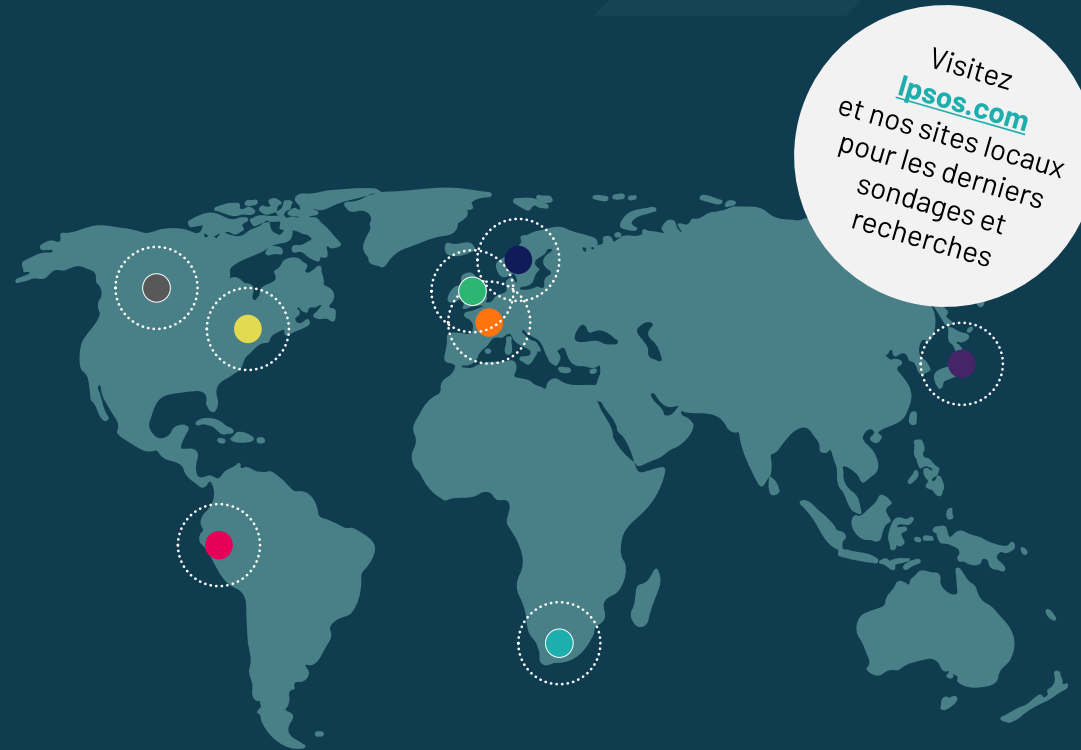 Visitez
Ipsos.com
et nos sites locaux
pour les derniers
sondages et
recherches